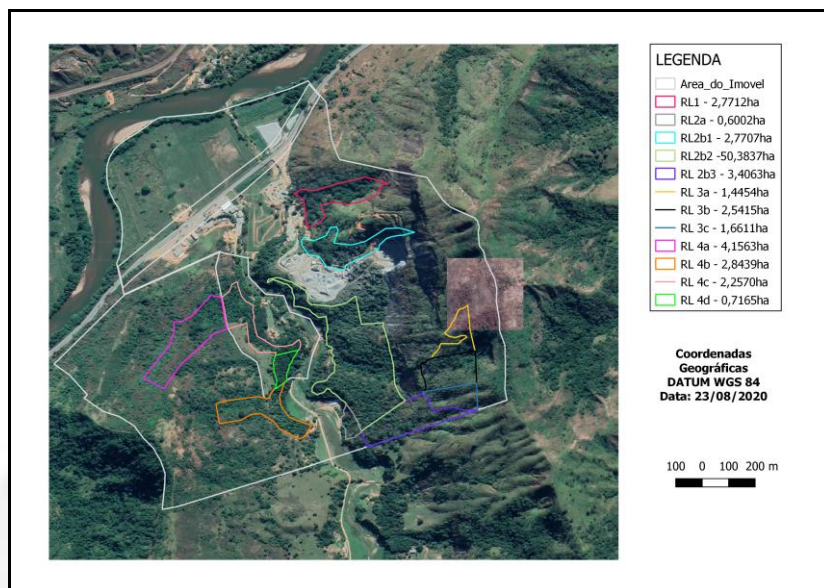 LEGENDA
Area_do_Imovel
RL1 - 2,7712ha
RL2a - 0,6002ha
RL2b1 - 2,7707ha
RL2b2 -50,3837ha
RL 2b3 - 3,4063ha
RL 3a - 1,4454ha
RL 3b - 2,5415ha
RL 3c - 1,6611ha
RL 4a - 4,1563ha
RL 4b - 2,8439ha
RL 4c - 2,2570ha
RL 4d - 0,7165ha
Coordenadas
Geográficas
DATUM WGS 84
Data: 23/08/2020
100 0 100 200 m